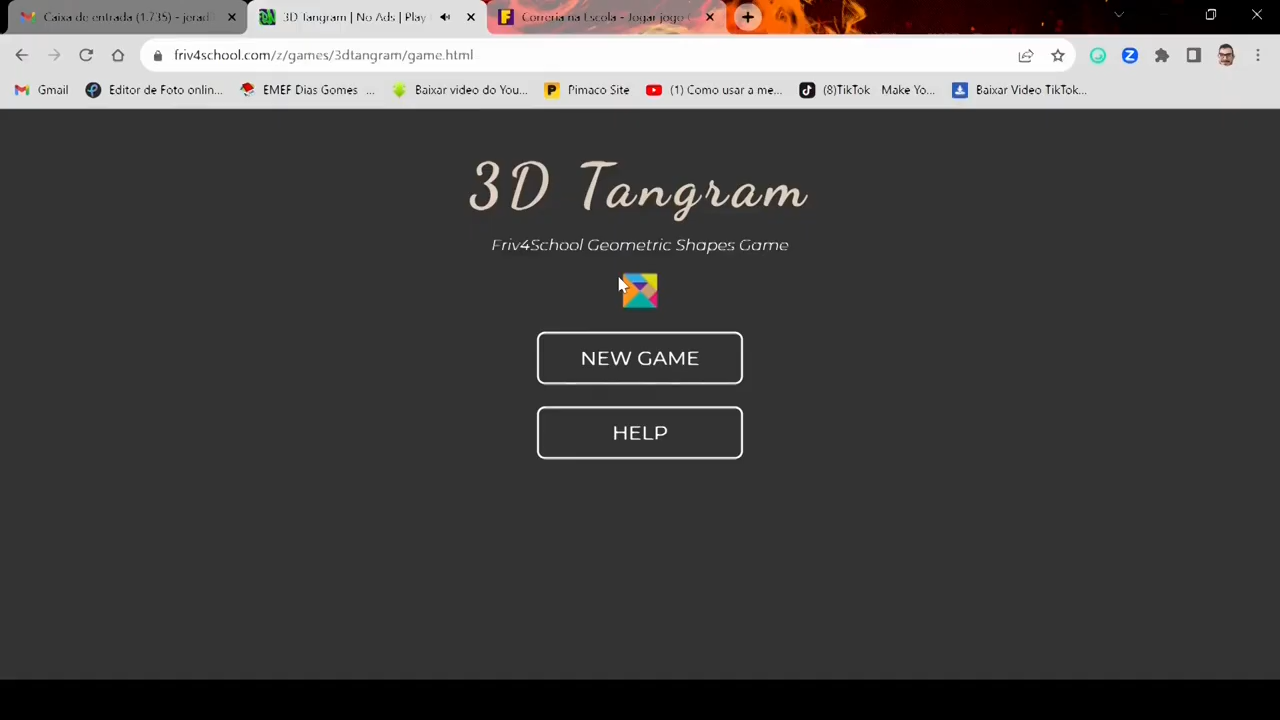 Caixa de entrada (1.735) - jerad
3D Tangram | No Ads | Play
Correria na Escola - Jogar jogo
friv4school.com/z/games/3dtangram/game.html
Gmail
Editor de Foto onlin...
EMEF Dias Gomes ...
Baixar video do You...
Pimaco Site
(1) Como usar a me...
(8)TikTok Make Yo...
Baixar Video TikTok...
3D Tangram
Friv4School Geometric Shapes Game
NEW GAME
HELP